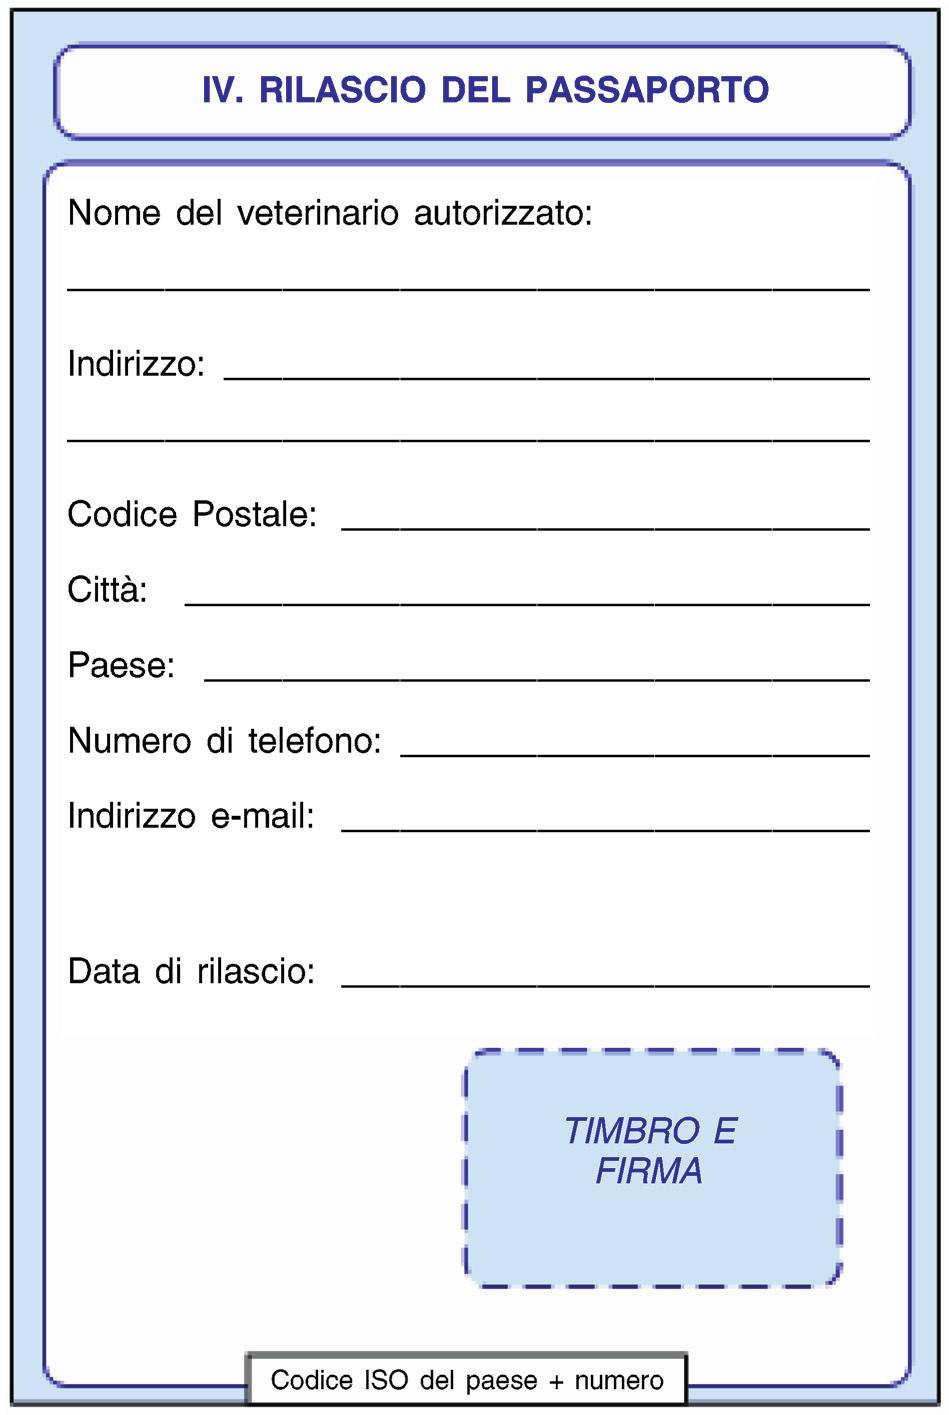 IV. RILASCIO DEL PASSAPORTO
Nome del veterinario autorizzato:
Indirizzo:
Codice Postale:
Città:
Paese:
Numero di telefono:
Indirizzo e-mail:
Data di rilascio:
TIMBRO E
FIRMA
Codice ISO del paese + numero